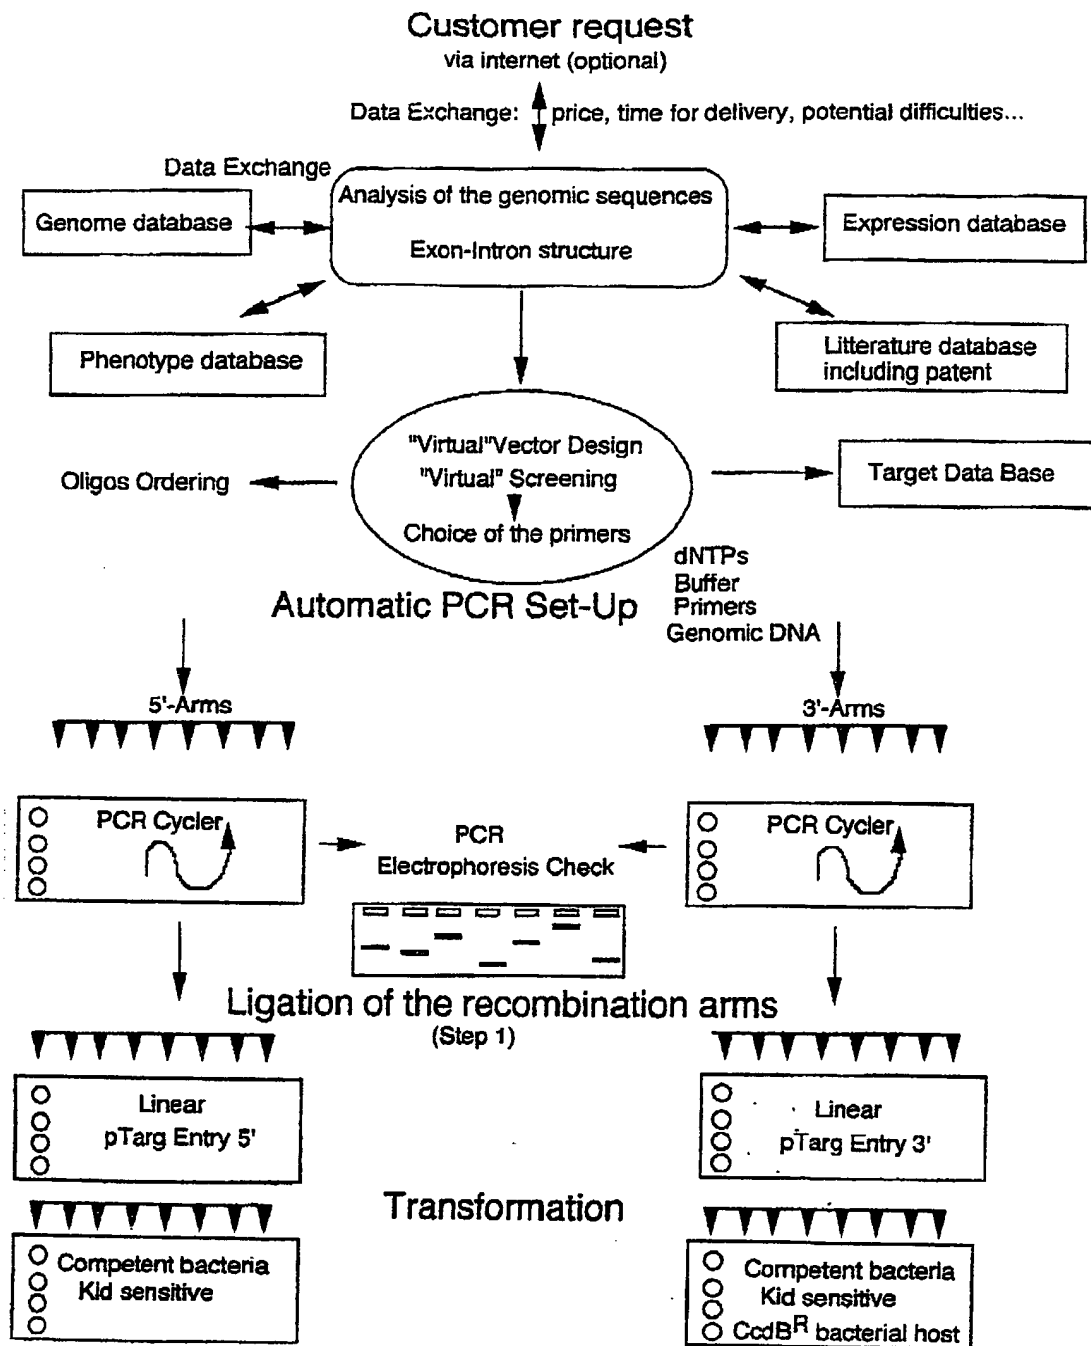 Customer request
via internet (optional)
Data Exchange: price, time for delivery, potential difficulties...
Data Exchange
Analysis of the genomic sequences
Exon-Intron structure
Genome database
Expression database
Phenotype database
Litterature database
including patent
"Virtual"Vector Design
"Virtual" Screening
Choice of the primers
Oligos Ordering
Target Data Base
dNTPs
Buffer
Primers
Genomic DNA
Automatic PCR Set-Up
5'-Arms
3'-Arms
PCR Cycler
PCR
Electrophoresis Check
PCR Cycler
Ligation of the recombination arms
(Step 1)
Linear
pTarg Entry 5'
Linear
pTarg Entry 3'
Transformation
Competent bacteria
Kid sensitive
Competent bacteria
Kid sensitive
CcdBR bacterial host